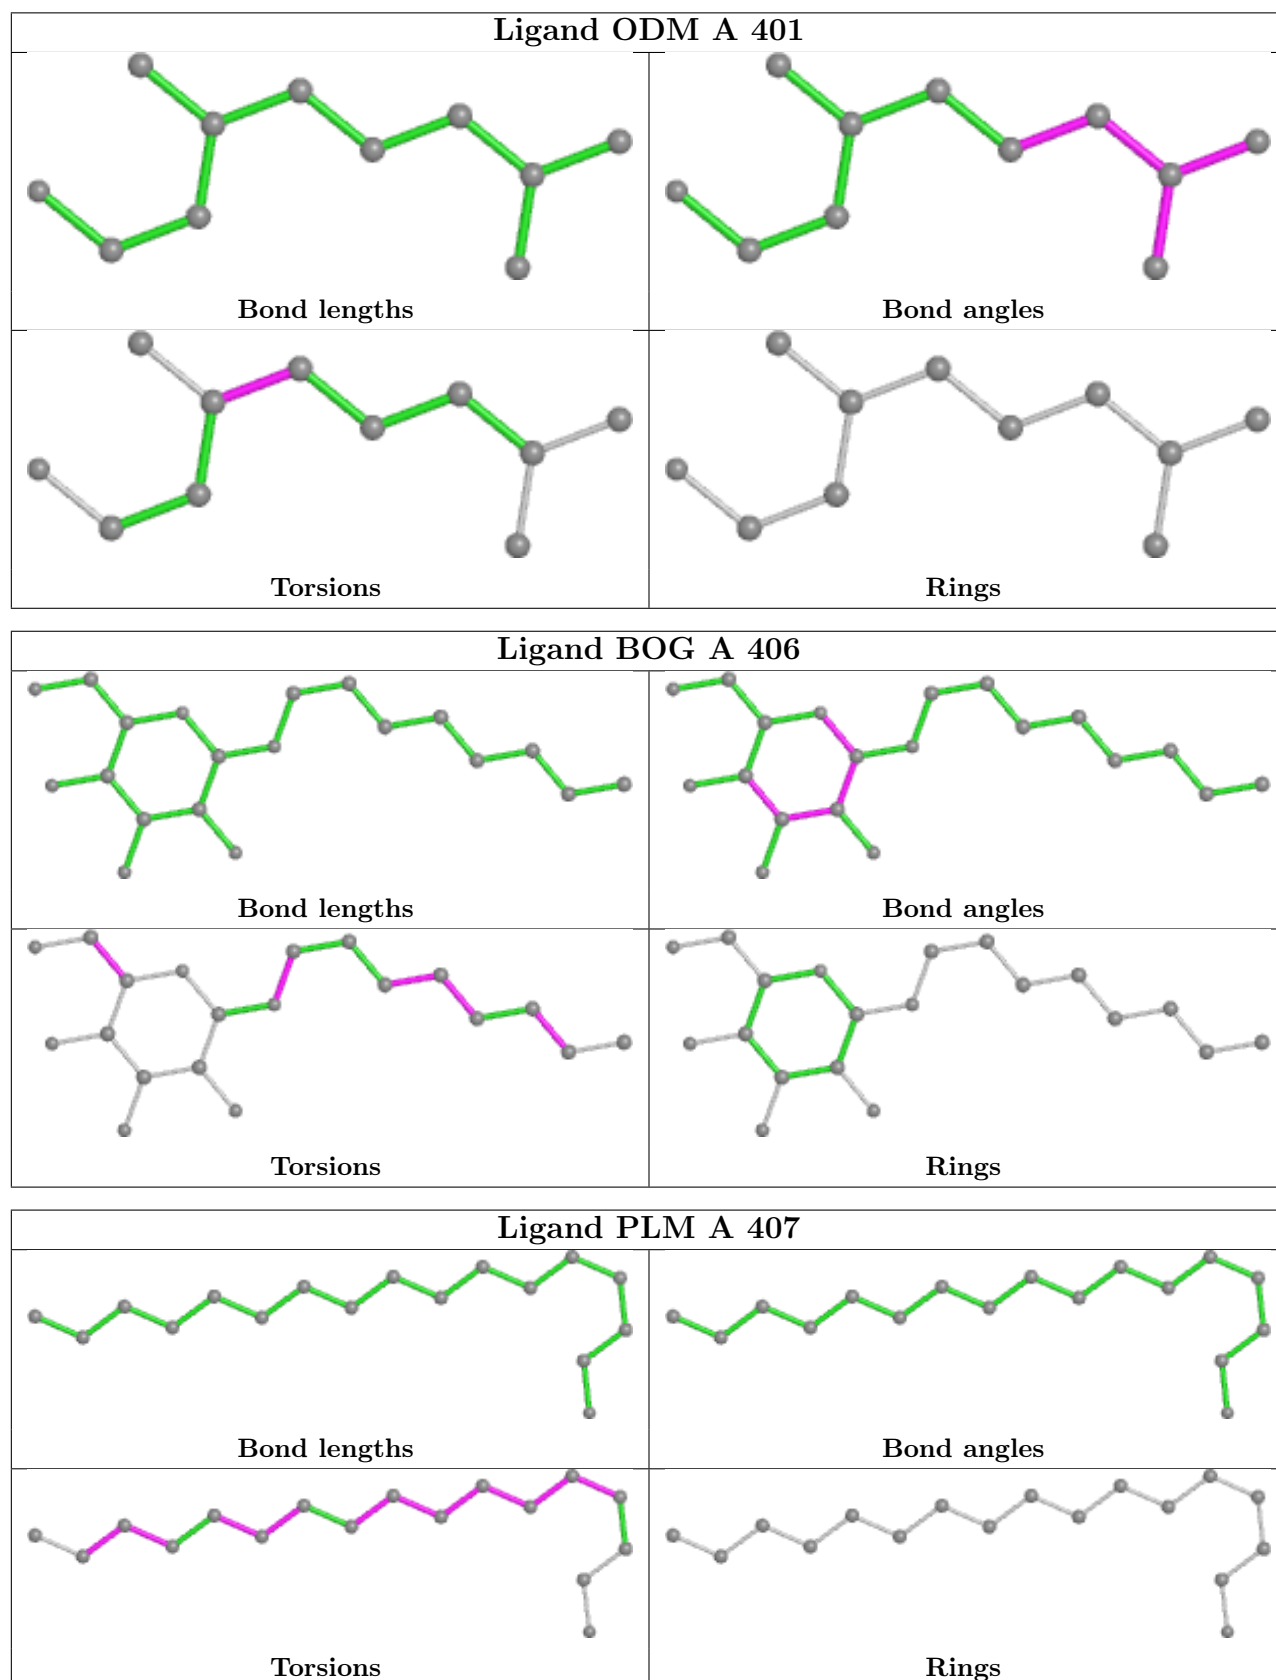 Ligand ODM A 401
Bond lengths
Bond angles
Torsions
Rings
Ligand BOG A 406
Bond lengths
Bond angles
Torsions
Rings
Ligand PLM A 407
Bond lengths
Bond angles
Torsions
Rings